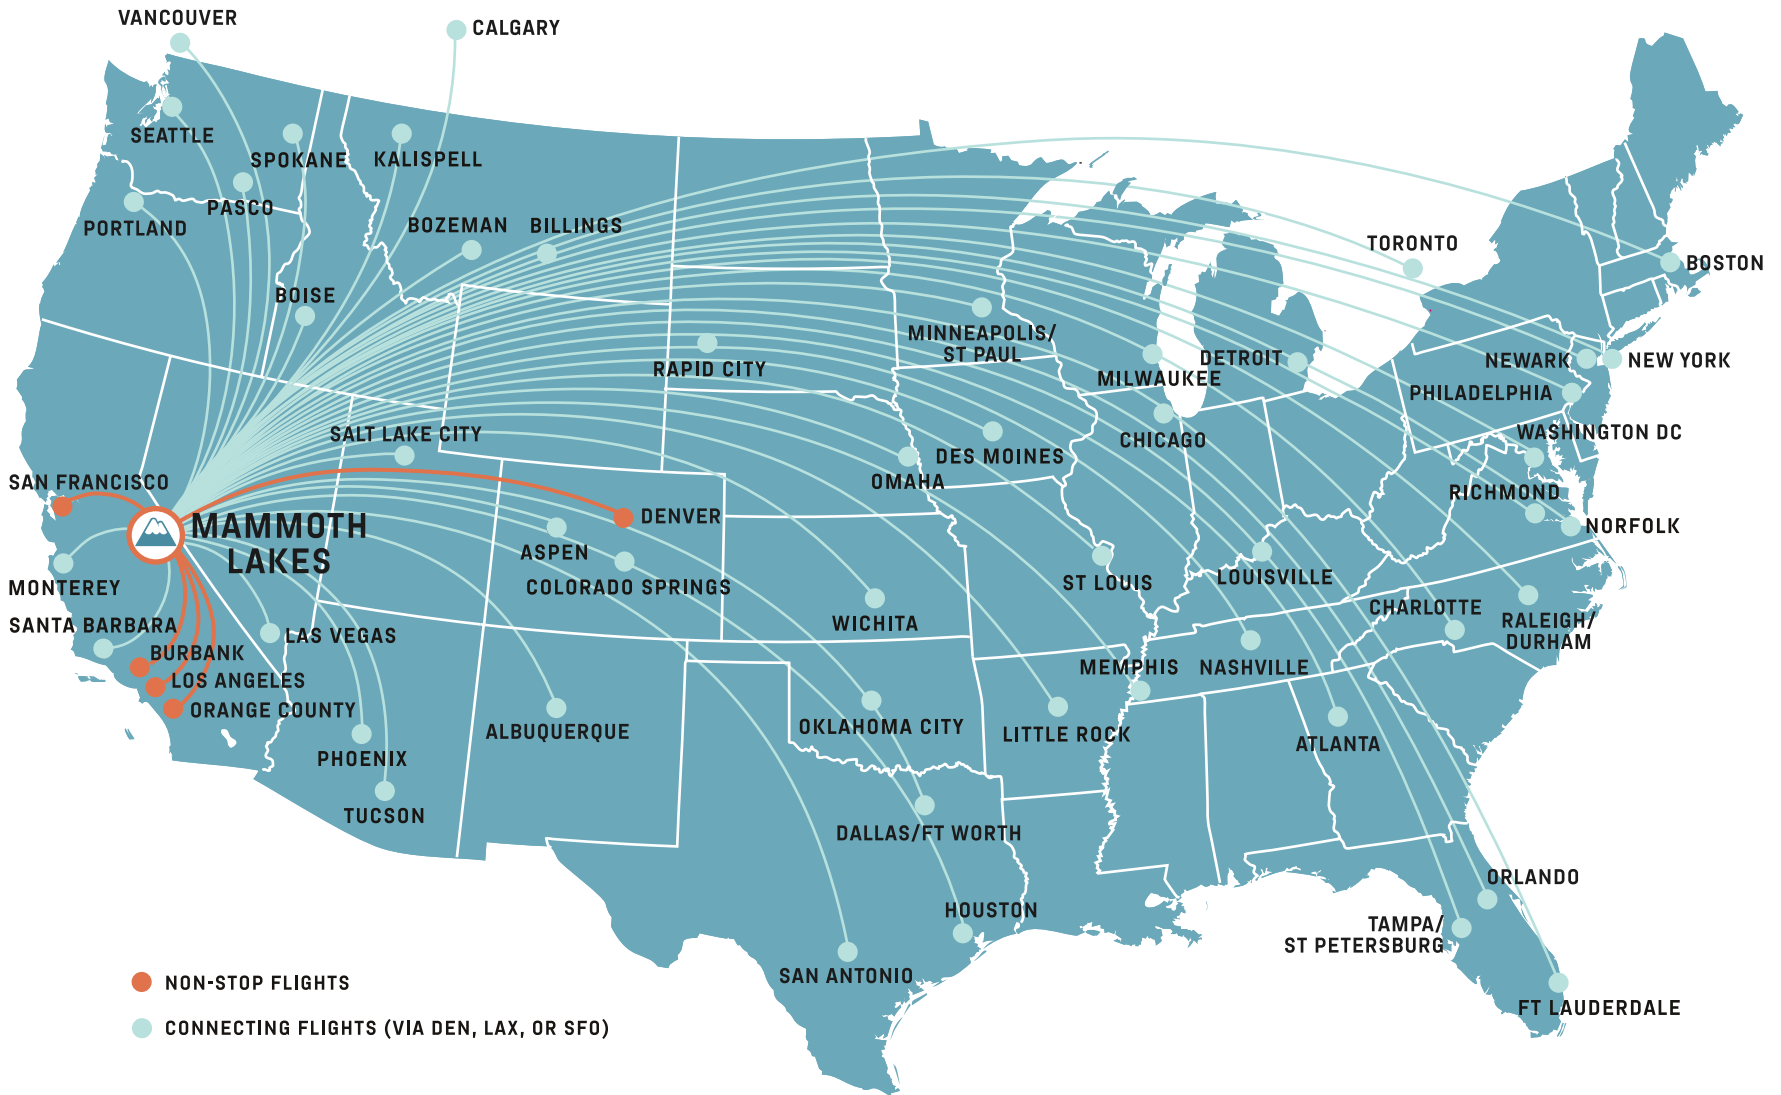 VANCOUVER
CALGARY
SEATTLE
SPOKANE
KALISPELL
PASCO
PORTLAND
BOZEMAN
BILLINGS
TORONTO
BOSTON
BOISE
MINNEAPOLIS/
ST PAUL
RAPID CITY
MILWAUKEE
DETROIT
NEWARK
NEW YORK
PHILADELPHIA
SALT LAKE CITY
CHICAGO
WASHINGTON DC
DES MOINES
OMAHA
SAN FRANCISCO
RICHMOND
MAMMOTH
LAKES
DENVER
NORFOLK
ASPEN
COLORADO SPRINGS
MONTEREY
ST LOUIS
LOUISVILLE
SANTA BARBARA
LAS VEGAS
WICHITA
CHARLOTTE
RALEIGH/
DURHAM
BURBANK
LOS ANGELES
ORANGE COUNTY
MEMPHIS
NASHVILLE
PHOENIX
ALBUQUERQUE
OKLAHOMA CITY
LITTLE ROCK
ATLANTA
TUCSON
DALLAS/FT WORTH
ORLANDO
HOUSTON
TAMPA/
ST PETERSBURG
SAN ANTONIO
FT LAUDERDALE
NON-STOP FLIGHTS
CONNECTING FLIGHTS (VIA DEN, LAX, OR SFO)